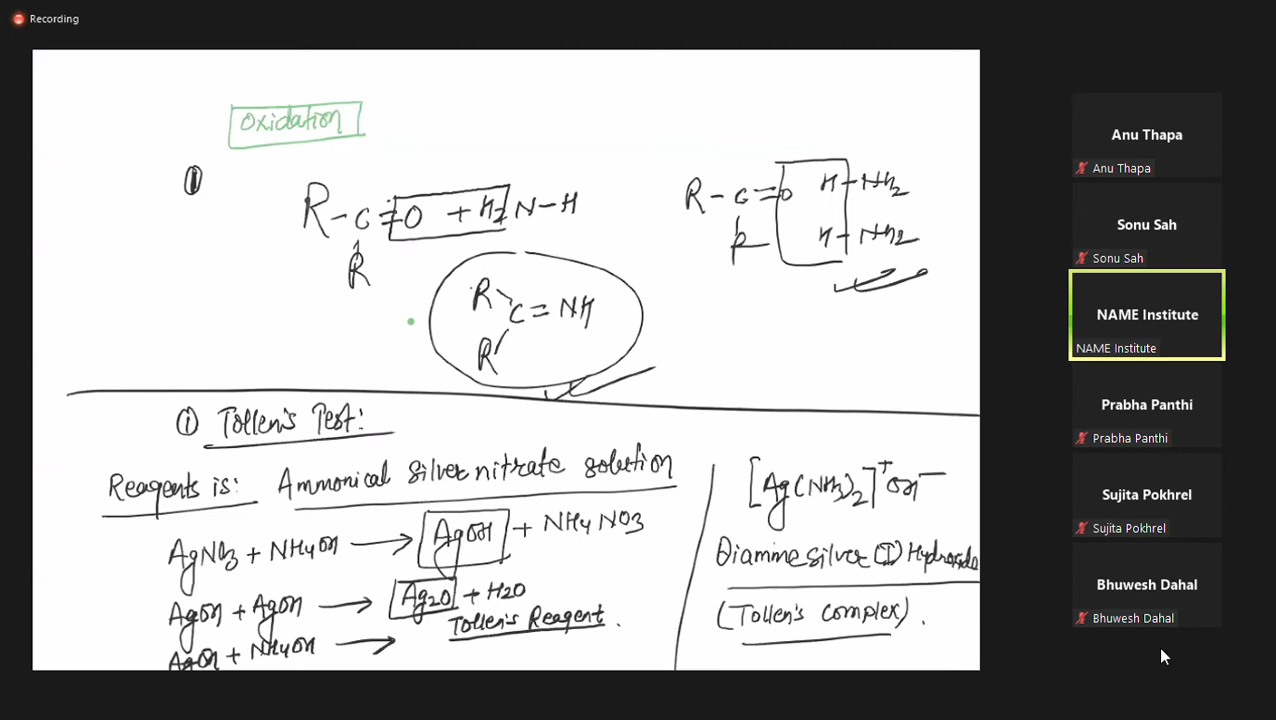 Recording
Oxidation
①
R-C=O + H2N-H
R
R-C=O H-NH2
R H-NH2
R
C=NH
R'
① Tollen's Test:
Reagents is: Ammonical silver nitrate solution
AgNO3 + NH4OH → AgOH + NH4NO3
AgOH + AgOH → Ag2O + H2O
Tollen's Reagent.
AgOH + NH4OH →
[Ag(NH3)2]+OH-
Diammine silver (I) Hydroxide
(Tollen's complex).
Anu Thapa
Anu Thapa
Sonu Sah
Sonu Sah
NAME Institute
NAME Institute
Prabha Panthi
Prabha Panthi
Sujita Pokhrel
Sujita Pokhrel
Bhuwesh Dahal
Bhuwesh Dahal